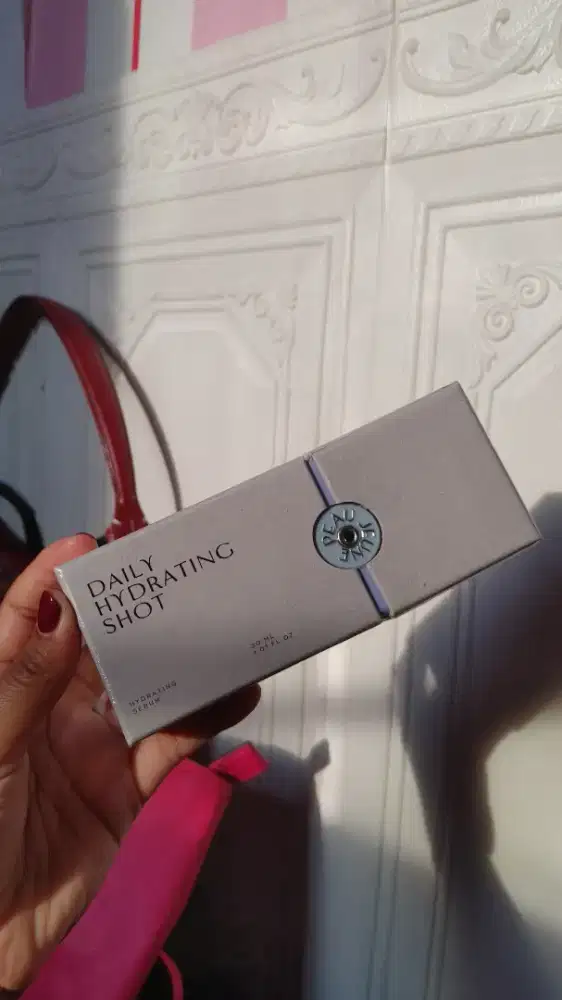 DAILY
HYDRATING
SHOT
PEAU JEUNE
30 ML
1.01 FL OZ
HYDRATING
SERUM